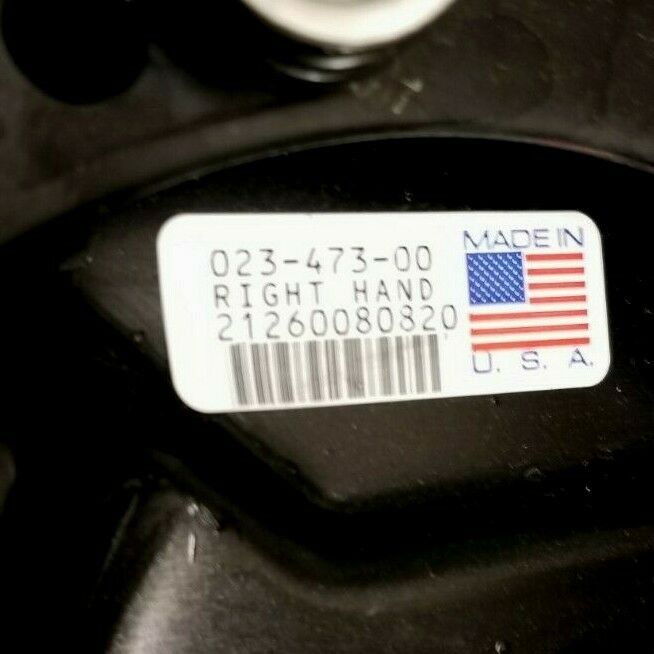 023-473-00
RIGHT HAND
21260080820
MADE IN
U. S. A.